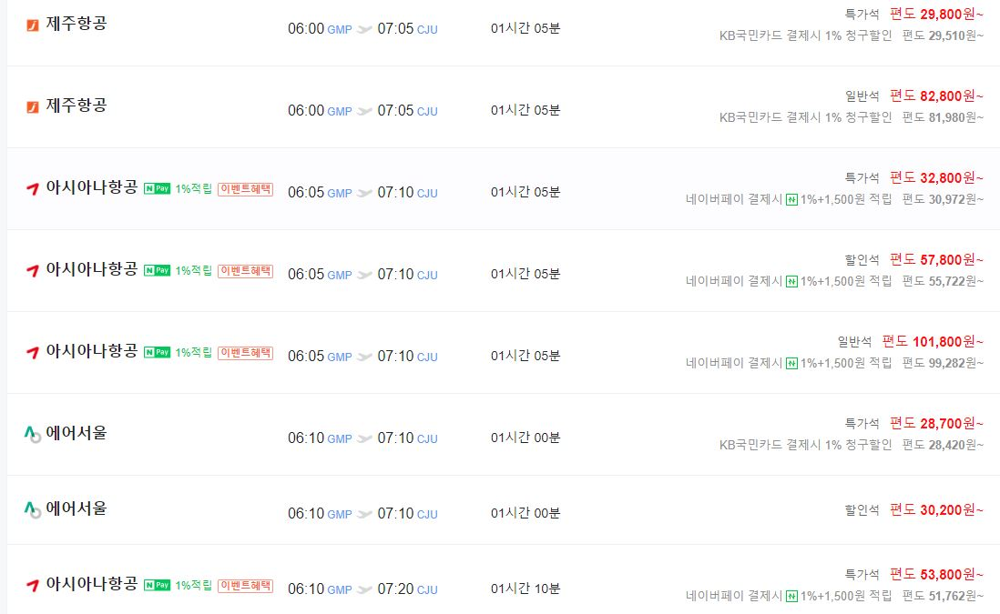 제주항공 06:00 GMP 07:05 CJU 01시간 05분 특가석 편도 29,800원~
KB국민카드 결제시 1% 청구할인 편도 29,510원~
제주항공 06:00 GMP 07:05 CJU 01시간 05분 일반석 편도 82,800원~
KB국민카드 결제시 1% 청구할인 편도 81,980원~
아시아나항공 N Pay 1%적립 이벤트혜택 06:05 GMP 07:10 CJU 01시간 05분 특가석 편도 32,800원~
네이버페이 결제시 N 1%+1,500원 적립 편도 30,972원~
아시아나항공 N Pay 1%적립 이벤트혜택 06:05 GMP 07:10 CJU 01시간 05분 할인석 편도 57,800원~
네이버페이 결제시 N 1%+1,500원 적립 편도 55,722원~
아시아나항공 N Pay 1%적립 이벤트혜택 06:05 GMP 07:10 CJU 01시간 05분 일반석 편도 101,800원~
네이버페이 결제시 N 1%+1,500원 적립 편도 99,282원~
에어서울 06:10 GMP 07:10 CJU 01시간 00분 특가석 편도 28,700원~
KB국민카드 결제시 1% 청구할인 편도 28,420원~
에어서울 06:10 GMP 07:10 CJU 01시간 00분 할인석 편도 30,200원~
아시아나항공 N Pay 1%적립 이벤트혜택 06:10 GMP 07:20 CJU 01시간 10분 특가석 편도 53,800원~
네이버페이 결제시 N 1%+1,500원 적립 편도 51,762원~